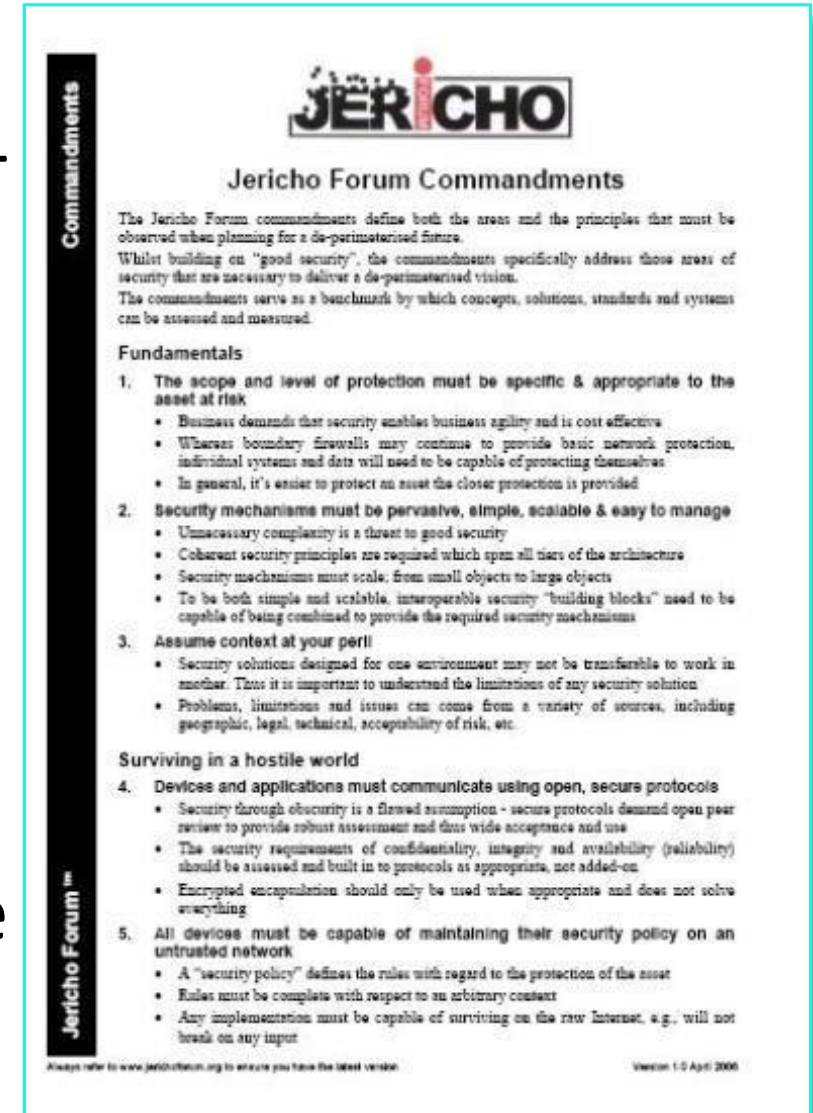 Commandments
Jericho Forum™
JERICHO
FORUM
Jericho Forum Commandments
The Jericho Forum commandments define both the areas and the principles that must be
observed when planning for a de-perimeterised future.
Whilst building on “good security”, the commandments specifically address those areas of
security that are necessary to deliver a de-perimeterised vision.
The commandments serve as a benchmark by which concepts, solutions, standards and systems
can be assessed and measured.
Fundamentals
1. The scope and level of protection must be specific & appropriate to the
asset at risk
• Business demands that security enables business agility and is cost effective
• Whereas boundary firewalls may continue to provide basic network protection,
individual systems and data will need to be capable of protecting themselves
• In general, it’s easier to protect an asset the closer protection is provided
2. Security mechanisms must be pervasive, simple, scalable & easy to manage
• Unnecessary complexity is a threat to good security
• Coherent security principles are required which span all tiers of the architecture
• Security mechanisms must scale; from small objects to large objects
• To be both simple and scalable, interoperable security “building blocks” need to be
capable of being combined to provide the required security mechanisms
3. Assume context at your peril
• Security solutions designed for one environment may not be transferable to work in
another. Thus it is important to understand the limitations of any security solution
• Problems, limitations and issues can come from a variety of sources, including
geographic, legal, technical, acceptability of risk, etc.
Surviving in a hostile world
4. Devices and applications must communicate using open, secure protocols
• Security through obscurity is a flawed assumption - secure protocols demand open peer
review to provide robust assessment and thus wide acceptance and use
• The security requirements of confidentiality, integrity and availability (reliability)
should be assessed and built in to protocols as appropriate, not added-on
• Encrypted encapsulation should only be used when appropriate and does not solve
everything
5. All devices must be capable of maintaining their security policy on an
untrusted network
• A “security policy” defines the rules with regard to the protection of the asset
• Rules must be complete with respect to an arbitrary context
• Any implementation must be capable of surviving on the raw Internet, e.g., will not
break on any input
Always refer to www.jerichoforum.org to ensure you have the latest version
Version 1.0 April 2006
e